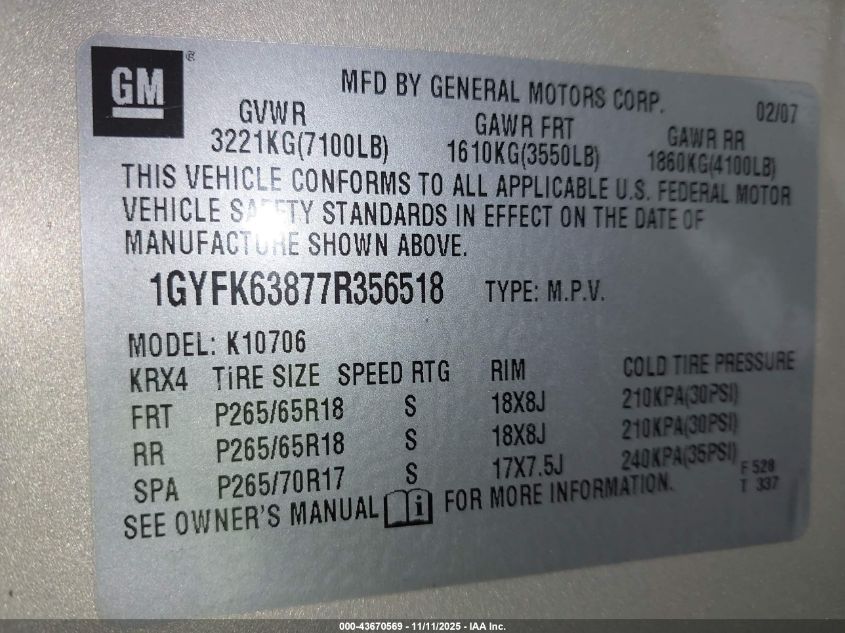 GM ®
MFD BY GENERAL MOTORS CORP.
02/07
GVWR GAWR FRT GAWR RR
3221KG(7100LB) 1610KG(3550LB) 1860KG(4100LB)
THIS VEHICLE CONFORMS TO ALL APPLICABLE U.S. FEDERAL MOTOR
VEHICLE SAFETY STANDARDS IN EFFECT ON THE DATE OF
MANUFACTURE SHOWN ABOVE.
1GYFK63877R356518 TYPE: M.P.V.
MODEL: K10706
KRX4 TIRE SIZE SPEED RTG RIM COLD TIRE PRESSURE
FRT P265/65R18 S 18X8J 210KPA(30PSI)
RR P265/65R18 S 18X8J 210KPA(30PSI)
SPA P265/70R17 S 17X7.5J 240KPA(35PSI)
F 528
T 337
SEE OWNER'S MANUAL i FOR MORE INFORMATION.
000-43670569 - 11/11/2025 - IAA Inc.